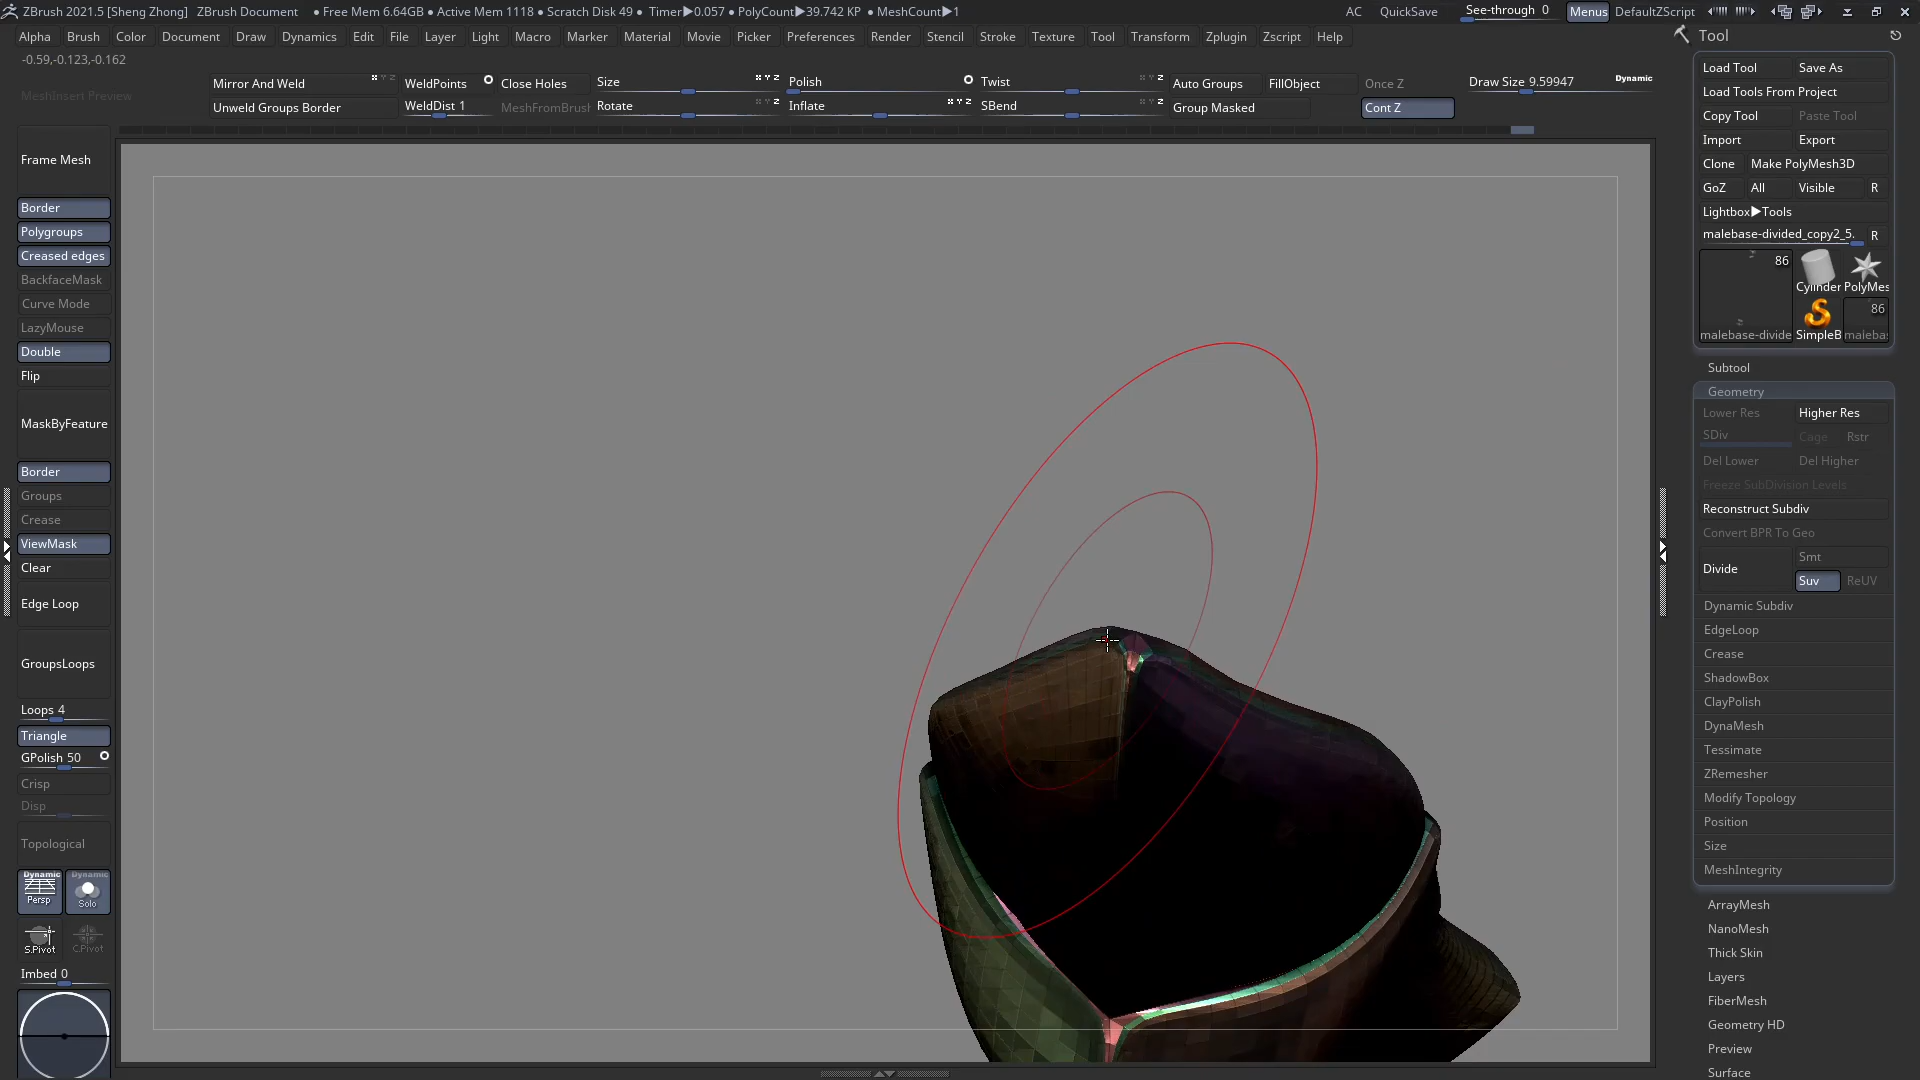 ZBrush 2021.5 [Sheng Zhong] ZBrush Document • Free Mem 6.64GB • Active Mem 1118 • Scratch Disk 49 • Timer▶0.057 • PolyCount▶39.742 KP • MeshCount▶1 AC QuickSave See-through 0 Menus DefaultZScript
Alpha Brush Color Document Draw Dynamics Edit File Layer Light Macro Marker Material Movie Picker Preferences Render Stencil Stroke Texture Tool Transform Zplugin Zscript Help
-0.59,-0.123,-0.162
MeshInsert Preview
Mirror And Weld WeldPoints Close Holes Size Polish Twist Auto Groups FillObject Once Z Draw Size 9.59947 Dynamic
Unweld Groups Border WeldDist 1 MeshFromBrush Rotate Inflate SBend Group Masked Cont Z
Frame Mesh
Border
Polygroups
Creased edges
BackfaceMask
Curve Mode
LazyMouse
Double
Flip
MaskByFeature
Border
Groups
Crease
ViewMask
Clear
Edge Loop
GroupsLoops
Loops 4
Triangle
GPolish 50
Crisp
Disp
Topological
Dynamic Dynamic
Persp Solo
S.Pivot C.Pivot
Imbed 0
Tool
Load Tool Save As
Load Tools From Project
Copy Tool Paste Tool
Import Export
Clone Make PolyMesh3D
GoZ All Visible R
Lightbox▶Tools
malebase-divided_copy2_5. R
86
Cylinder PolyMes
86
malebase-divide SimpleB maleba
Subtool
Geometry
Lower Res Higher Res
SDiv Cage Rstr
Del Lower Del Higher
Freeze SubDivision Levels
Reconstruct Subdiv
Convert BPR To Geo
Divide Smt
Suv ReUV
Dynamic Subdiv
EdgeLoop
Crease
ShadowBox
ClayPolish
DynaMesh
Tessimate
ZRemesher
Modify Topology
Position
Size
MeshIntegrity
ArrayMesh
NanoMesh
Thick Skin
Layers
FiberMesh
Geometry HD
Preview
Surface